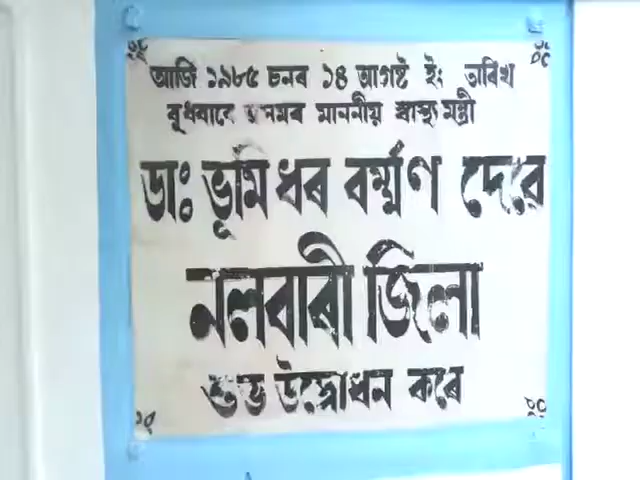 আজি ১৯৮৫ চনৰ ১৪ আগষ্ট ইং তাৰিখ
বুধবাৰে অসমৰ মাননীয় স্বাস্থ্য মন্ত্ৰী
ডাঃ ভূমিধৰ বৰ্ম্মণ দেৱে
নলবাৰী জিলা
শুভ উদ্বোধন কৰে